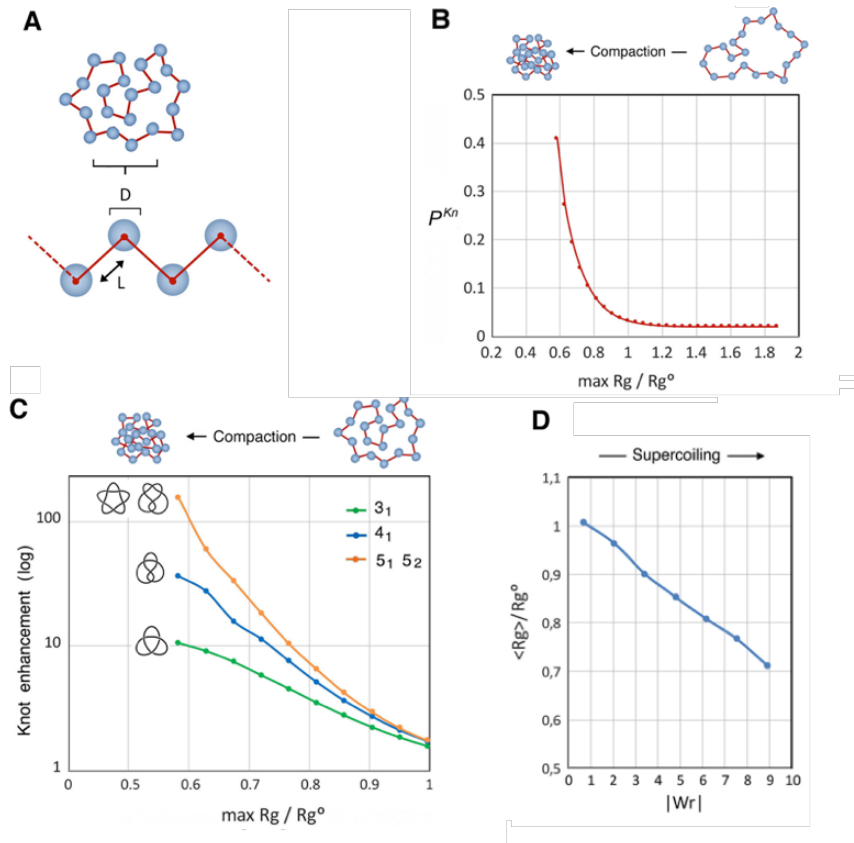 A
D
L
B
← Compaction —
0.5
0.4
0.3
0.2
0.1
0
P^Kn
0.2 0.4 0.6 0.8 1 1.2 1.4 1.6 1.8 2
max Rg / Rg°
C
← Compaction —
Knot enhancement (log)
100
10
1
3₁
4₁
5₁ 5₂
0 0.5 0.6 0.7 0.8 0.9 1
max Rg / Rg°
D
— Supercoiling →
<Rg>/ Rg°
1,1
1
0,9
0,8
0,7
0,6
0,5
0 1 2 3 4 5 6 7 8 9 10
|Wr|